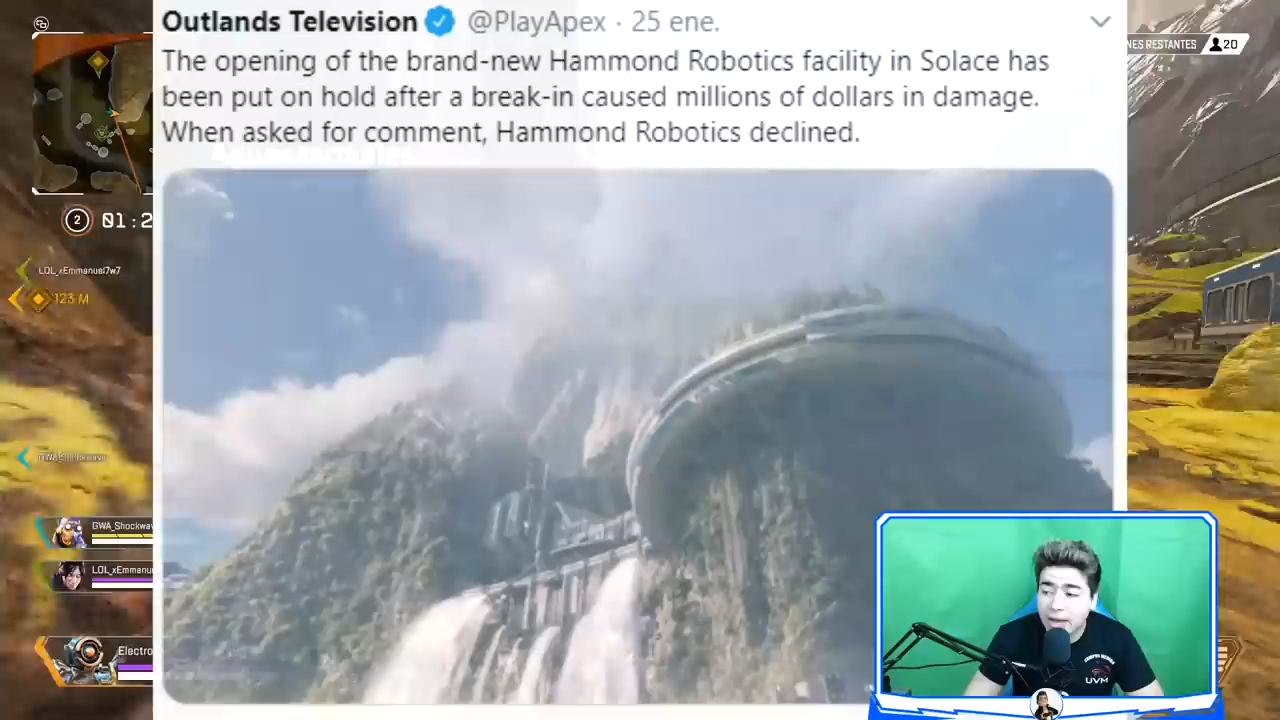 Outlands Television @PlayApex · 25 ene.
The opening of the brand-new Hammond Robotics facility in Solace has
been put on hold after a break-in caused millions of dollars in damage.
When asked for comment, Hammond Robotics declined.
NES RESTANTES 20
2 01:2
LOL_xEmmanuel7w7
123 M
GWA_Shockwav
LOL_xEmmanu
Electro
UVM